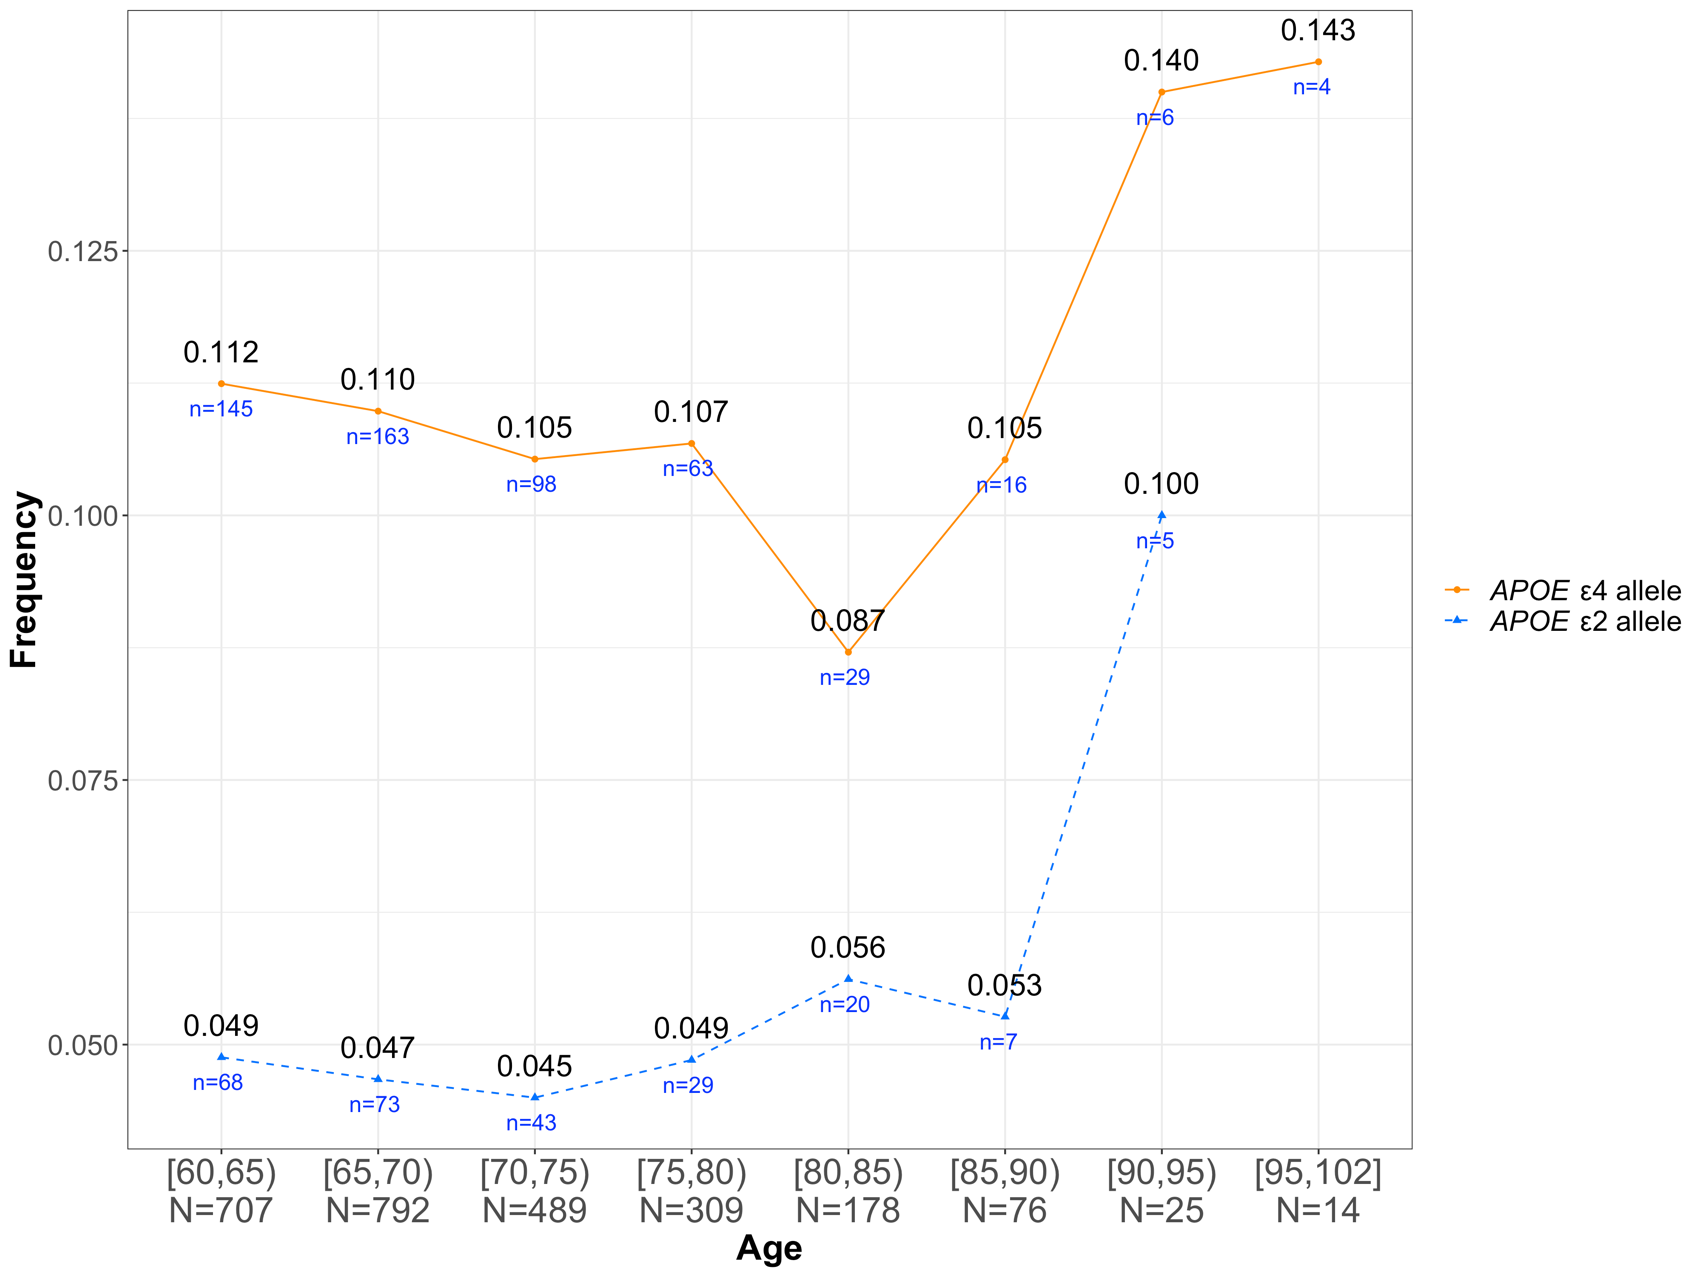 0.143
0.140
n=4
n=6
0.125
0.112
0.110
0.107
0.105
0.105
n=145
n=163
n=98
n=63
n=16
0.100
0.100
n=5
0.087
n=29
0.075
0.056
0.053
n=20
n=7
0.050
0.049
0.047
0.045
0.049
n=68
n=73
n=43
n=29
Frequency
[60,65) [65,70) [70,75) [75,80) [80,85) [85,90) [90,95) [95,102]
N=707 N=792 N=489 N=309 N=178 N=76 N=25 N=14
Age
APOE ε4 allele
APOE ε2 allele